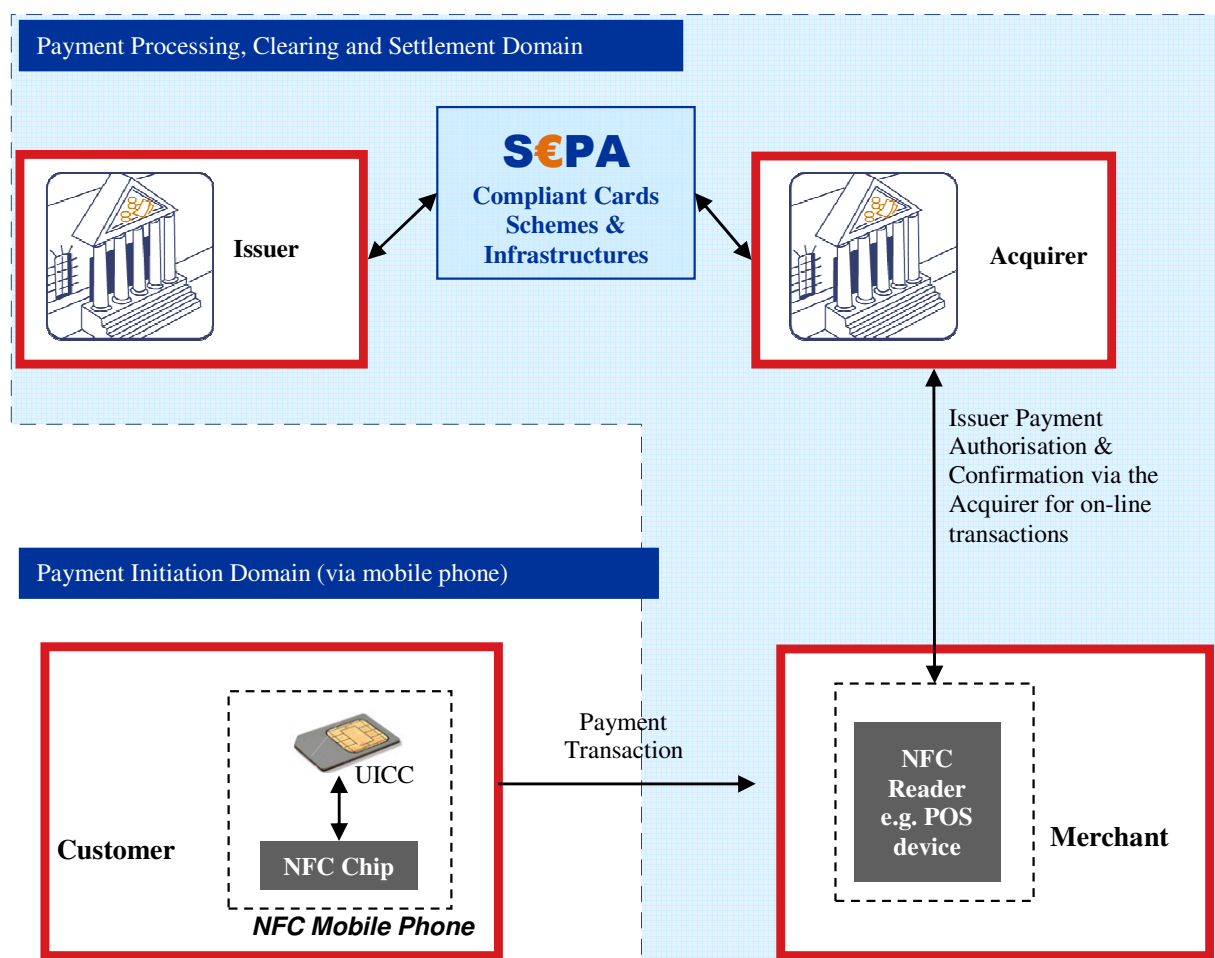 Payment Processing, Clearing and Settlement Domain
S€PA
Compliant Cards
Schemes &
Infrastructures
Issuer
Acquirer
Issuer Payment
Authorisation &
Confirmation via the
Acquirer for on-line
transactions
Payment Initiation Domain (via mobile phone)
Customer
UICC
NFC Chip
NFC Mobile Phone
Payment
Transaction
NFC
Reader
e.g. POS
device
Merchant